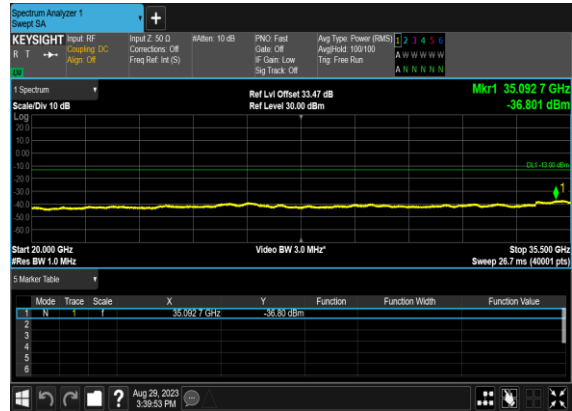 Spectrum Analyzer 1
Swept SA
+
KEYSIGHT Input: RF Input Z: 50 Ω #Atten: 10 dB PNO: Fast Avg Type: Power (RMS) 1 2 3 4 5 6
R T Coupling: DC Corrections: Off Gate: Off Avg|Hold: 100/100 A W W W W W
Align: Off Freq Ref: Int (S) IF Gain: Low Trig: Free Run
Sig Track: Off A N N N N N
1 Spectrum Ref Lvl Offset 33.47 dB Mkr1 35.092 7 GHz
Scale/Div 10 dB Ref Level 30.00 dBm -36.801 dBm
Log
20.0
10.0
0.00
-10.0 DL1 -13.00 dBm
-20.0
-30.0 1
-40.0
-50.0
-60.0
Start 20.000 GHz Video BW 3.0 MHz* Stop 35.500 GHz
#Res BW 1.0 MHz Sweep 26.7 ms (40001 pts)
5 Marker Table
Mode Trace Scale X Y Function Function Width Function Value
1 N 1 f 35.092 7 GHz -36.80 dBm
2
3
4
5
6
? Aug 29, 2023
3:39:53 PM